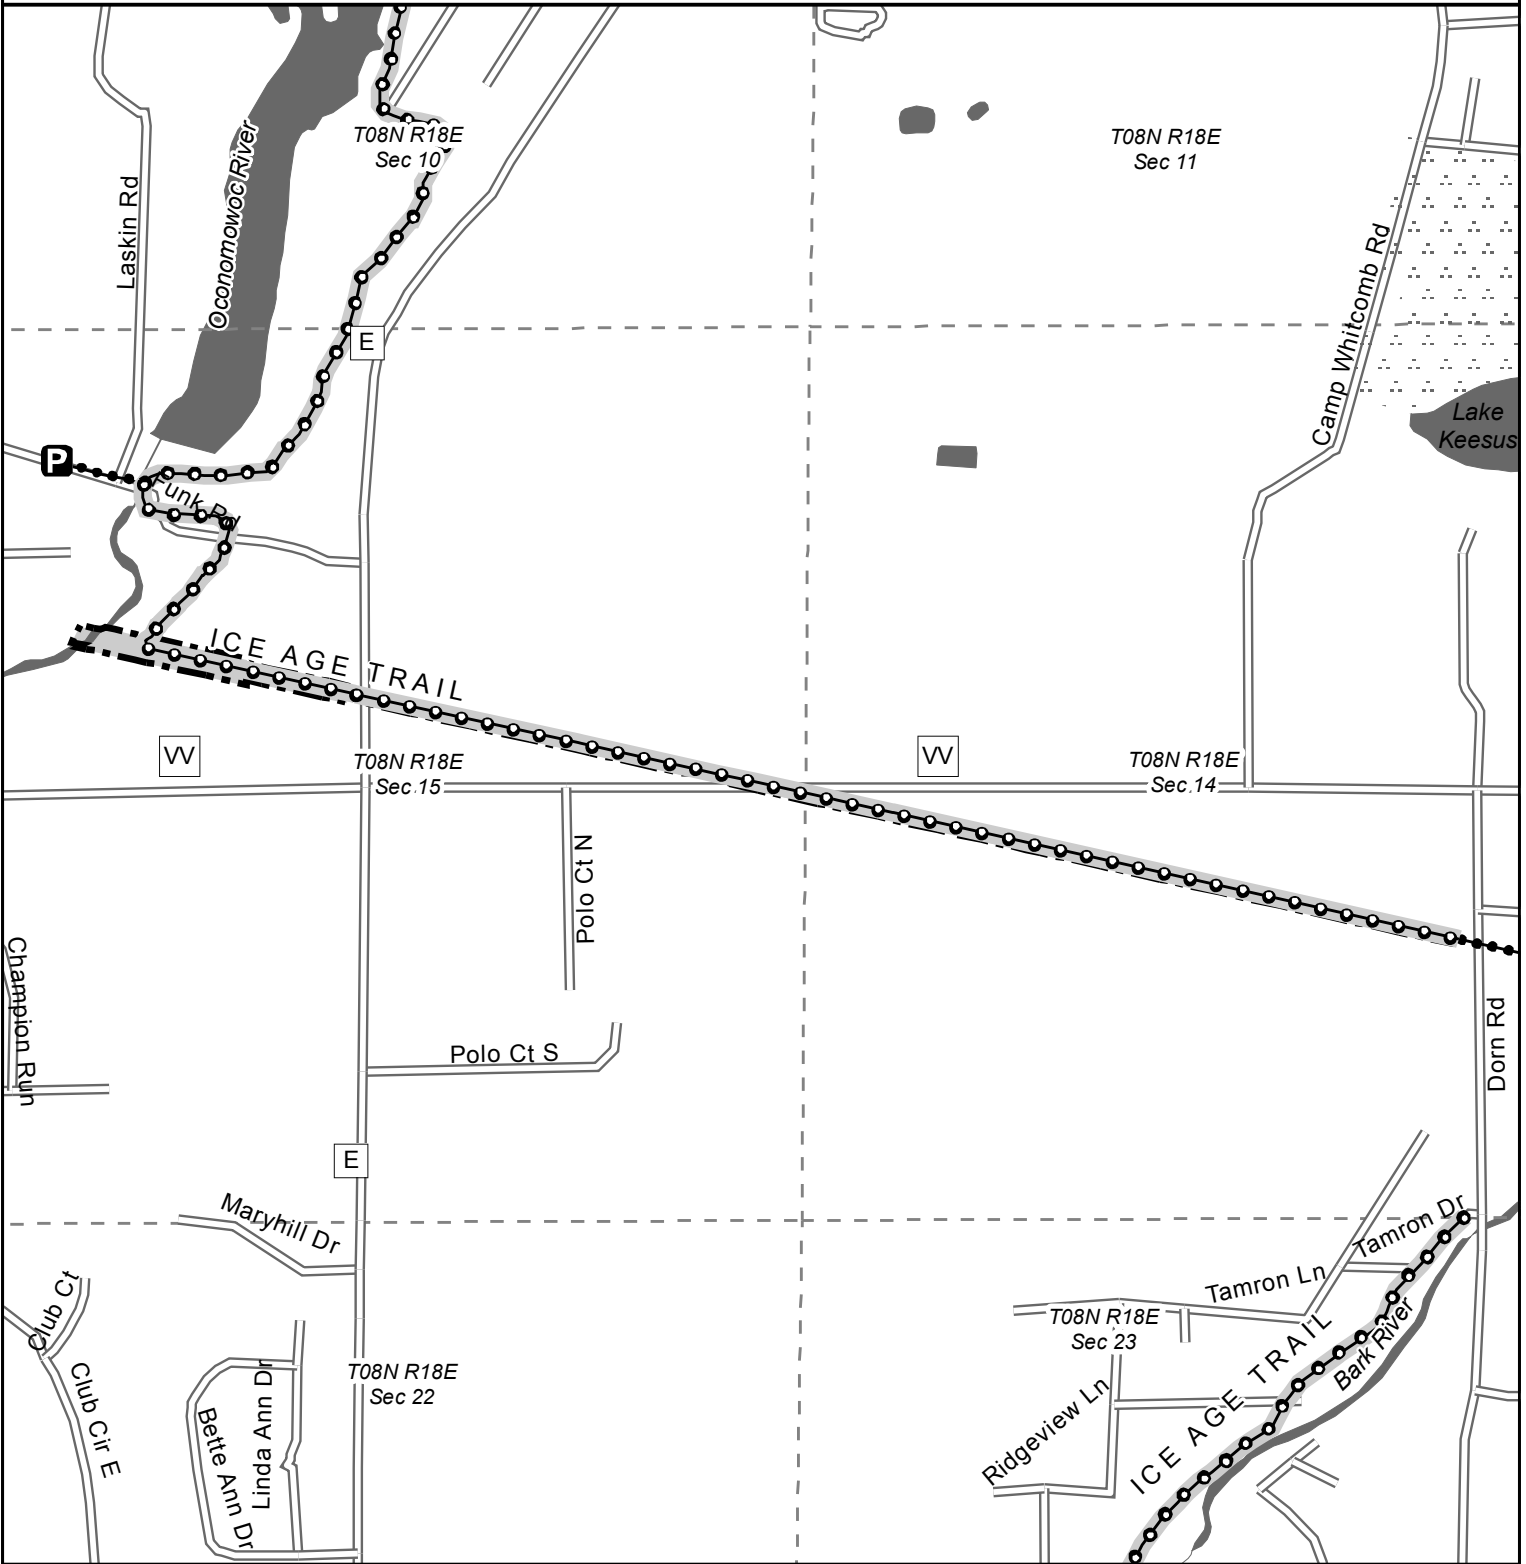 T08N R18E
Sec 10
T08N R18E
Sec 11
Laskin Rd
Oconomowoc River
Camp Whitcomb Rd
E
Lake
Keesus
P
Funk Rd
ICE AGE TRAIL
VV
T08N R18E
Sec 15
VV
T08N R18E
Sec 14
Polo Ct N
Champion Run
Polo Ct S
Dorn Rd
E
Maryhill Dr
Tamron Dr
Tamron Ln
Club Ct
T08N R18E
Sec 23
ICE AGE TRAIL
Bark River
Club Cir E
Linda Ann Dr
Bette Ann Dr
T08N R18E
Sec 22
Ridgeview Ln